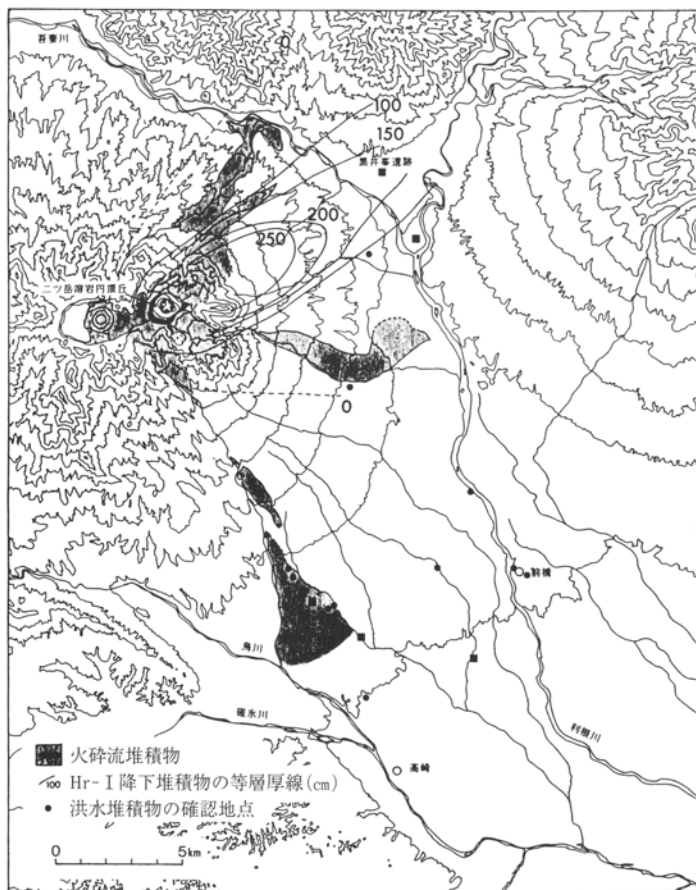 吾妻川
0
100
150
黒井峯遺跡
200
250
二ツ岳溶岩円頂丘
0
前橋
烏川
碓氷川
利根川
高崎
火砕流堆積物
100 Hr-Ⅰ降下堆積物の等層厚線(cm)
洪水堆積物の確認地点
0 5km